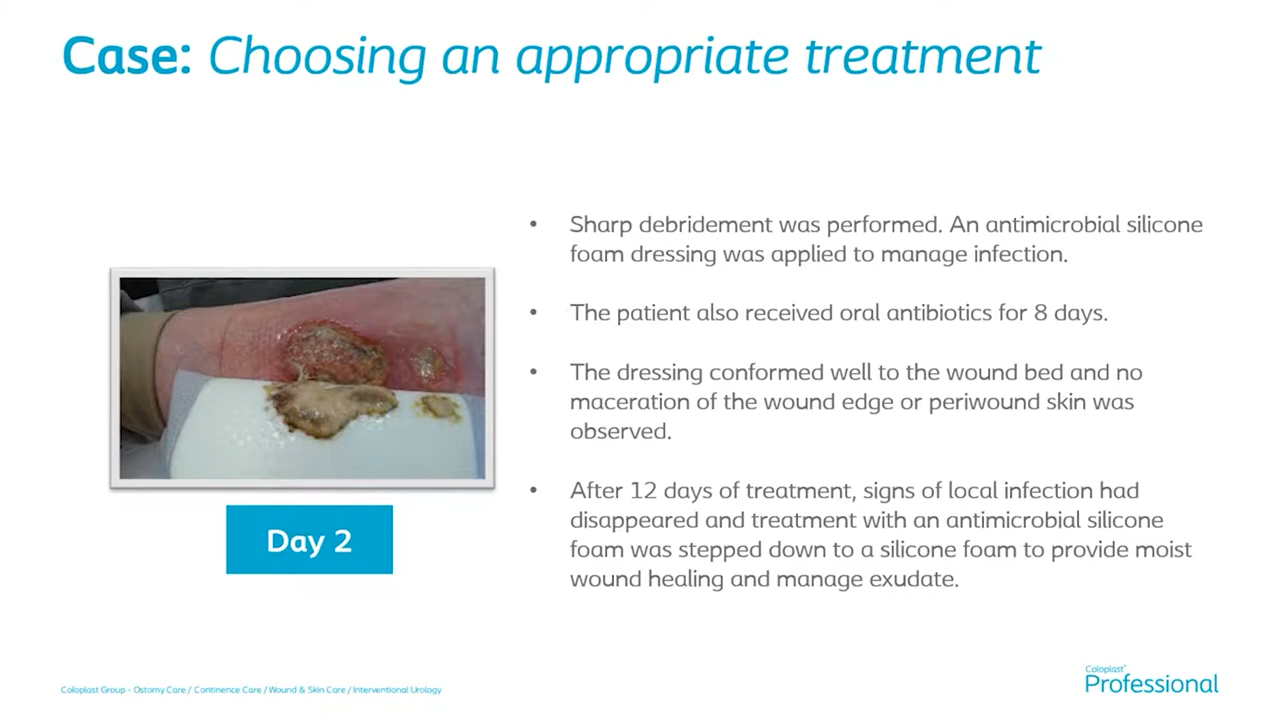 Case: Choosing an appropriate treatment
• Sharp debridement was performed. An antimicrobial silicone
foam dressing was applied to manage infection.
• The patient also received oral antibiotics for 8 days.
• The dressing conformed well to the wound bed and no
maceration of the wound edge or periwound skin was
observed.
• After 12 days of treatment, signs of local infection had
disappeared and treatment with an antimicrobial silicone
foam was stepped down to a silicone foam to provide moist
wound healing and manage exudate.
Day 2
Coloplast Group - Ostomy Care / Continence Care / Wound & Skin Care / Interventional Urology
Coloplast®
Professional